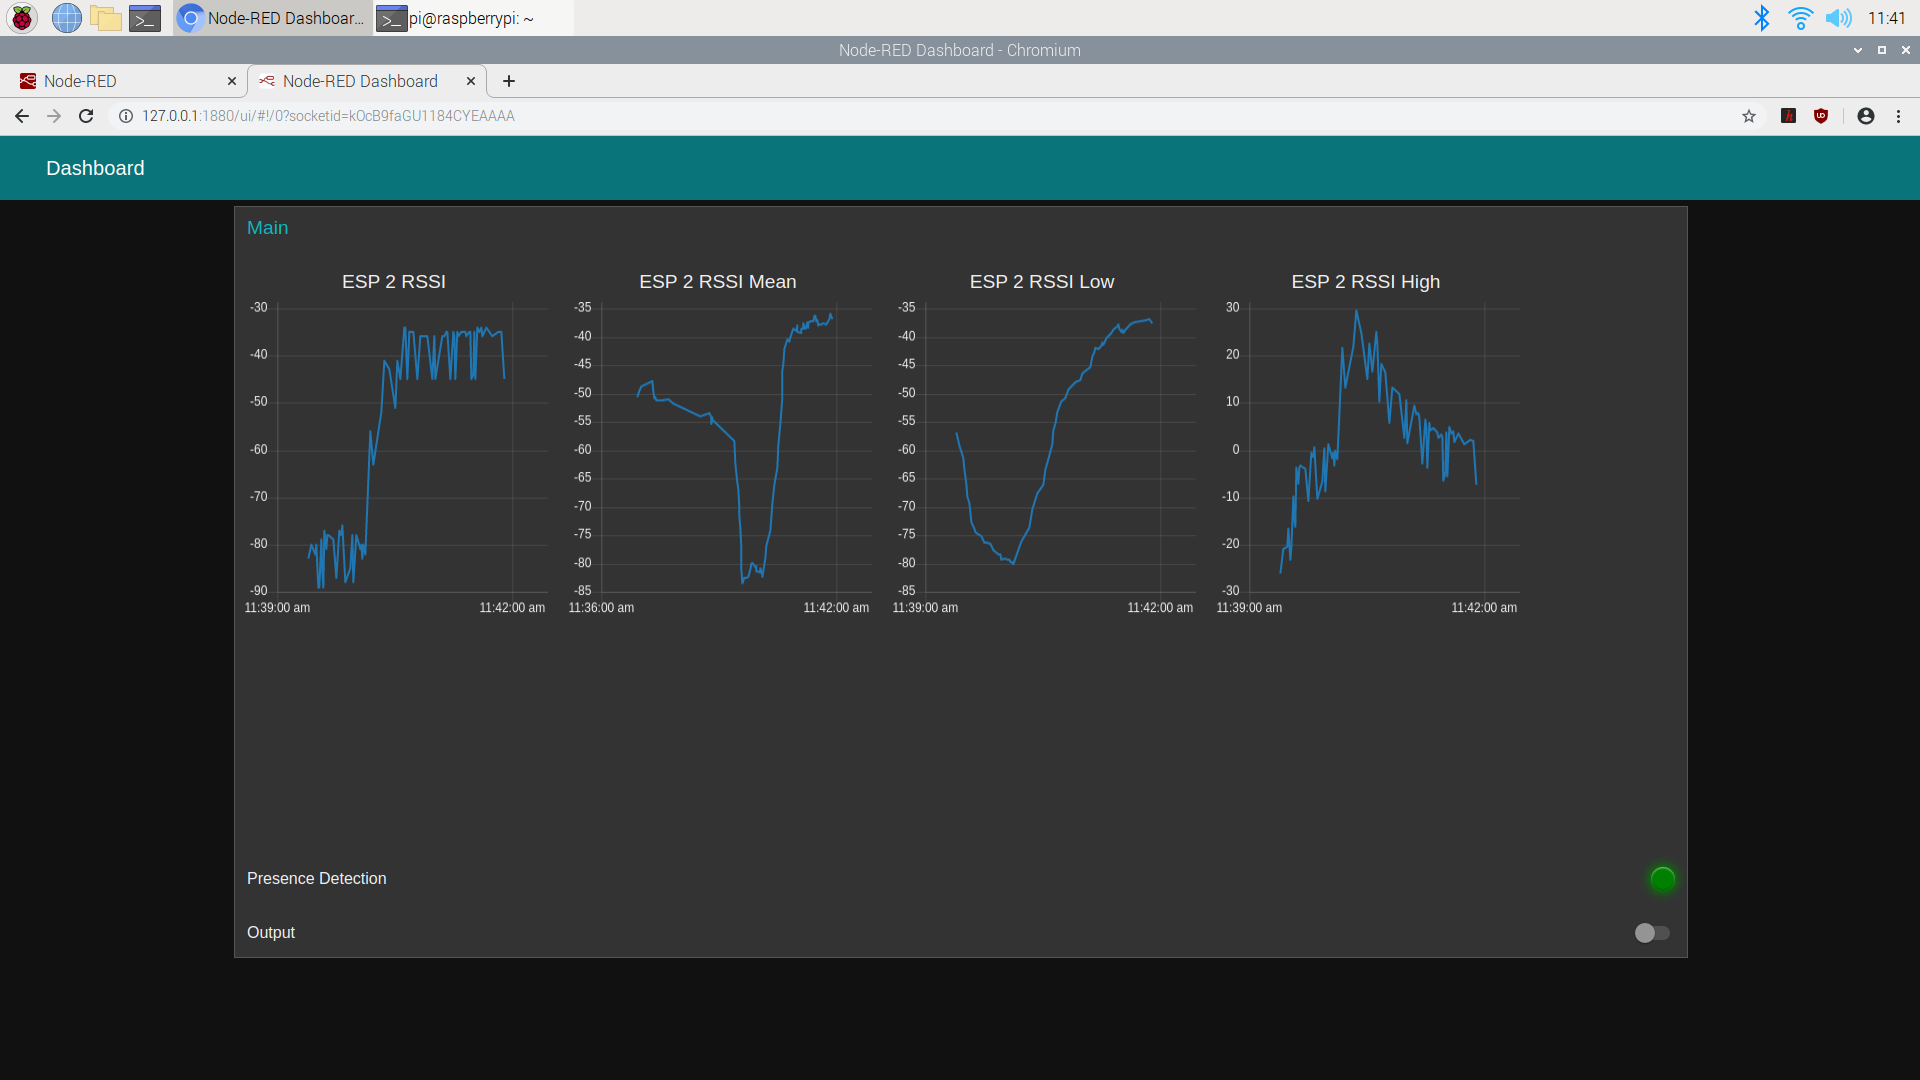 Node-RED Dashboar...
pi@raspberrypi: ~
11:41
Node-RED Dashboard - Chromium
Node-RED
Node-RED Dashboard
127.0.0.1:1880/ui/#!/0?socketid=kOcB9faGU1184CYEAAAA
Dashboard
Main
ESP 2 RSSI
-30
-40
-50
-60
-70
-80
-90
11:39:00 am
11:42:00 am
ESP 2 RSSI Mean
-35
-40
-45
-50
-55
-60
-65
-70
-75
-80
-85
11:36:00 am
11:42:00 am
ESP 2 RSSI Low
-35
-40
-45
-50
-55
-60
-65
-70
-75
-80
-85
11:39:00 am
11:42:00 am
ESP 2 RSSI High
30
20
10
0
-10
-20
-30
11:39:00 am
11:42:00 am
Presence Detection
Output